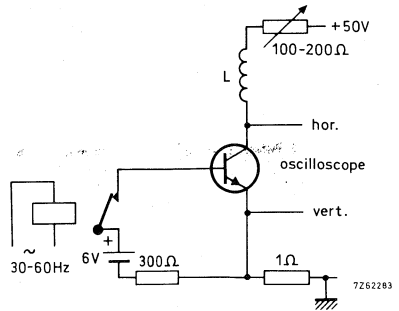 +50V
100-200Ω
L
hor.
oscilloscope
vert.
+
6V
300Ω
1Ω
~
30-60Hz
7Z62283